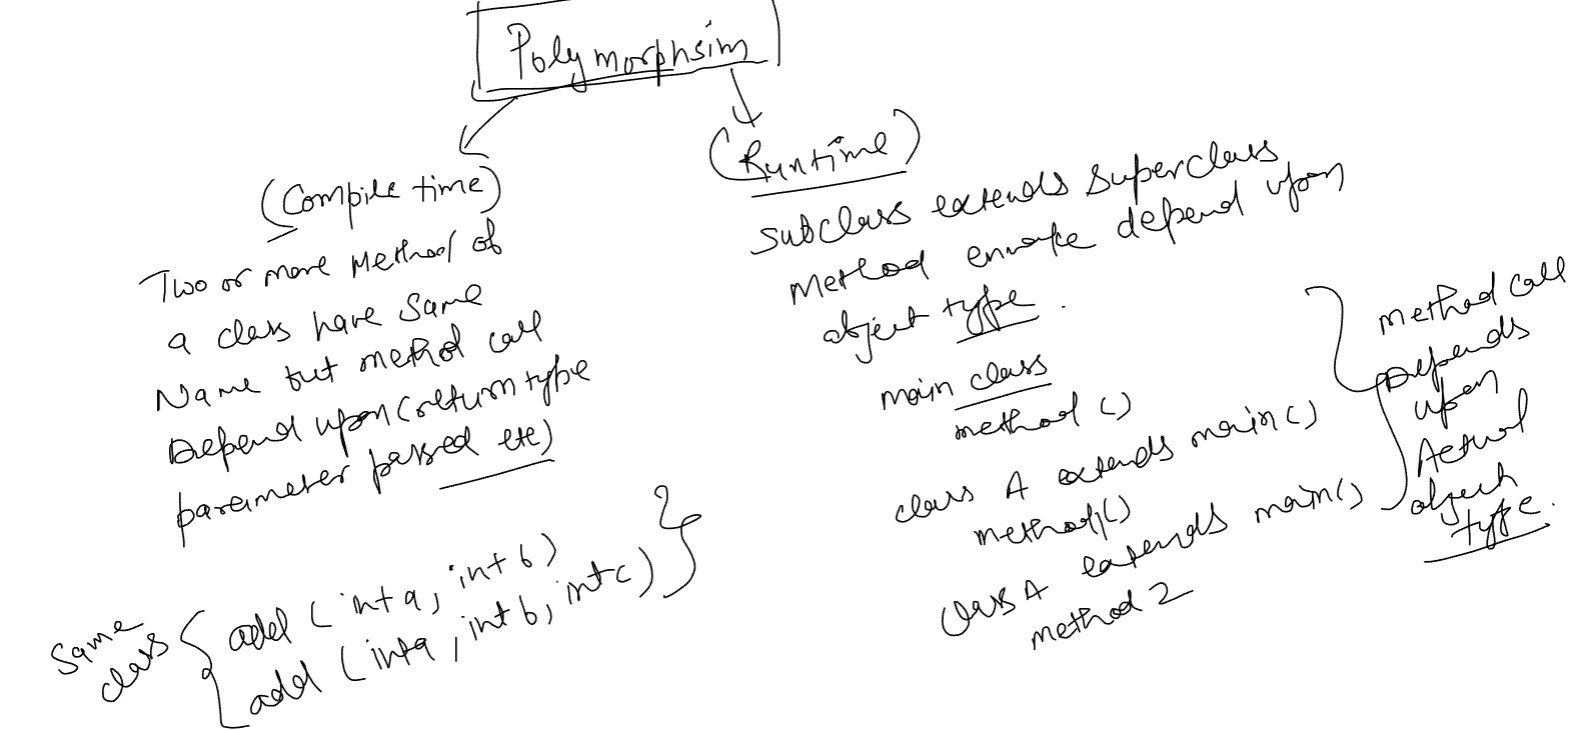 Polymorphsim
(Compile time)
Two or more Method of
a class have same
Name but method call
Depend upon (return type
parameter passed etc)
same
class
{ add ( int a, int b)
add ( int a, int b, int c) }
(Runtime)
subclass extends superclass
Method envoke depend upon
object type.
main class
method ()
class A extends main()
method()
class A extends main()
method 2
method call
Depends
upon
Actual
object
type.